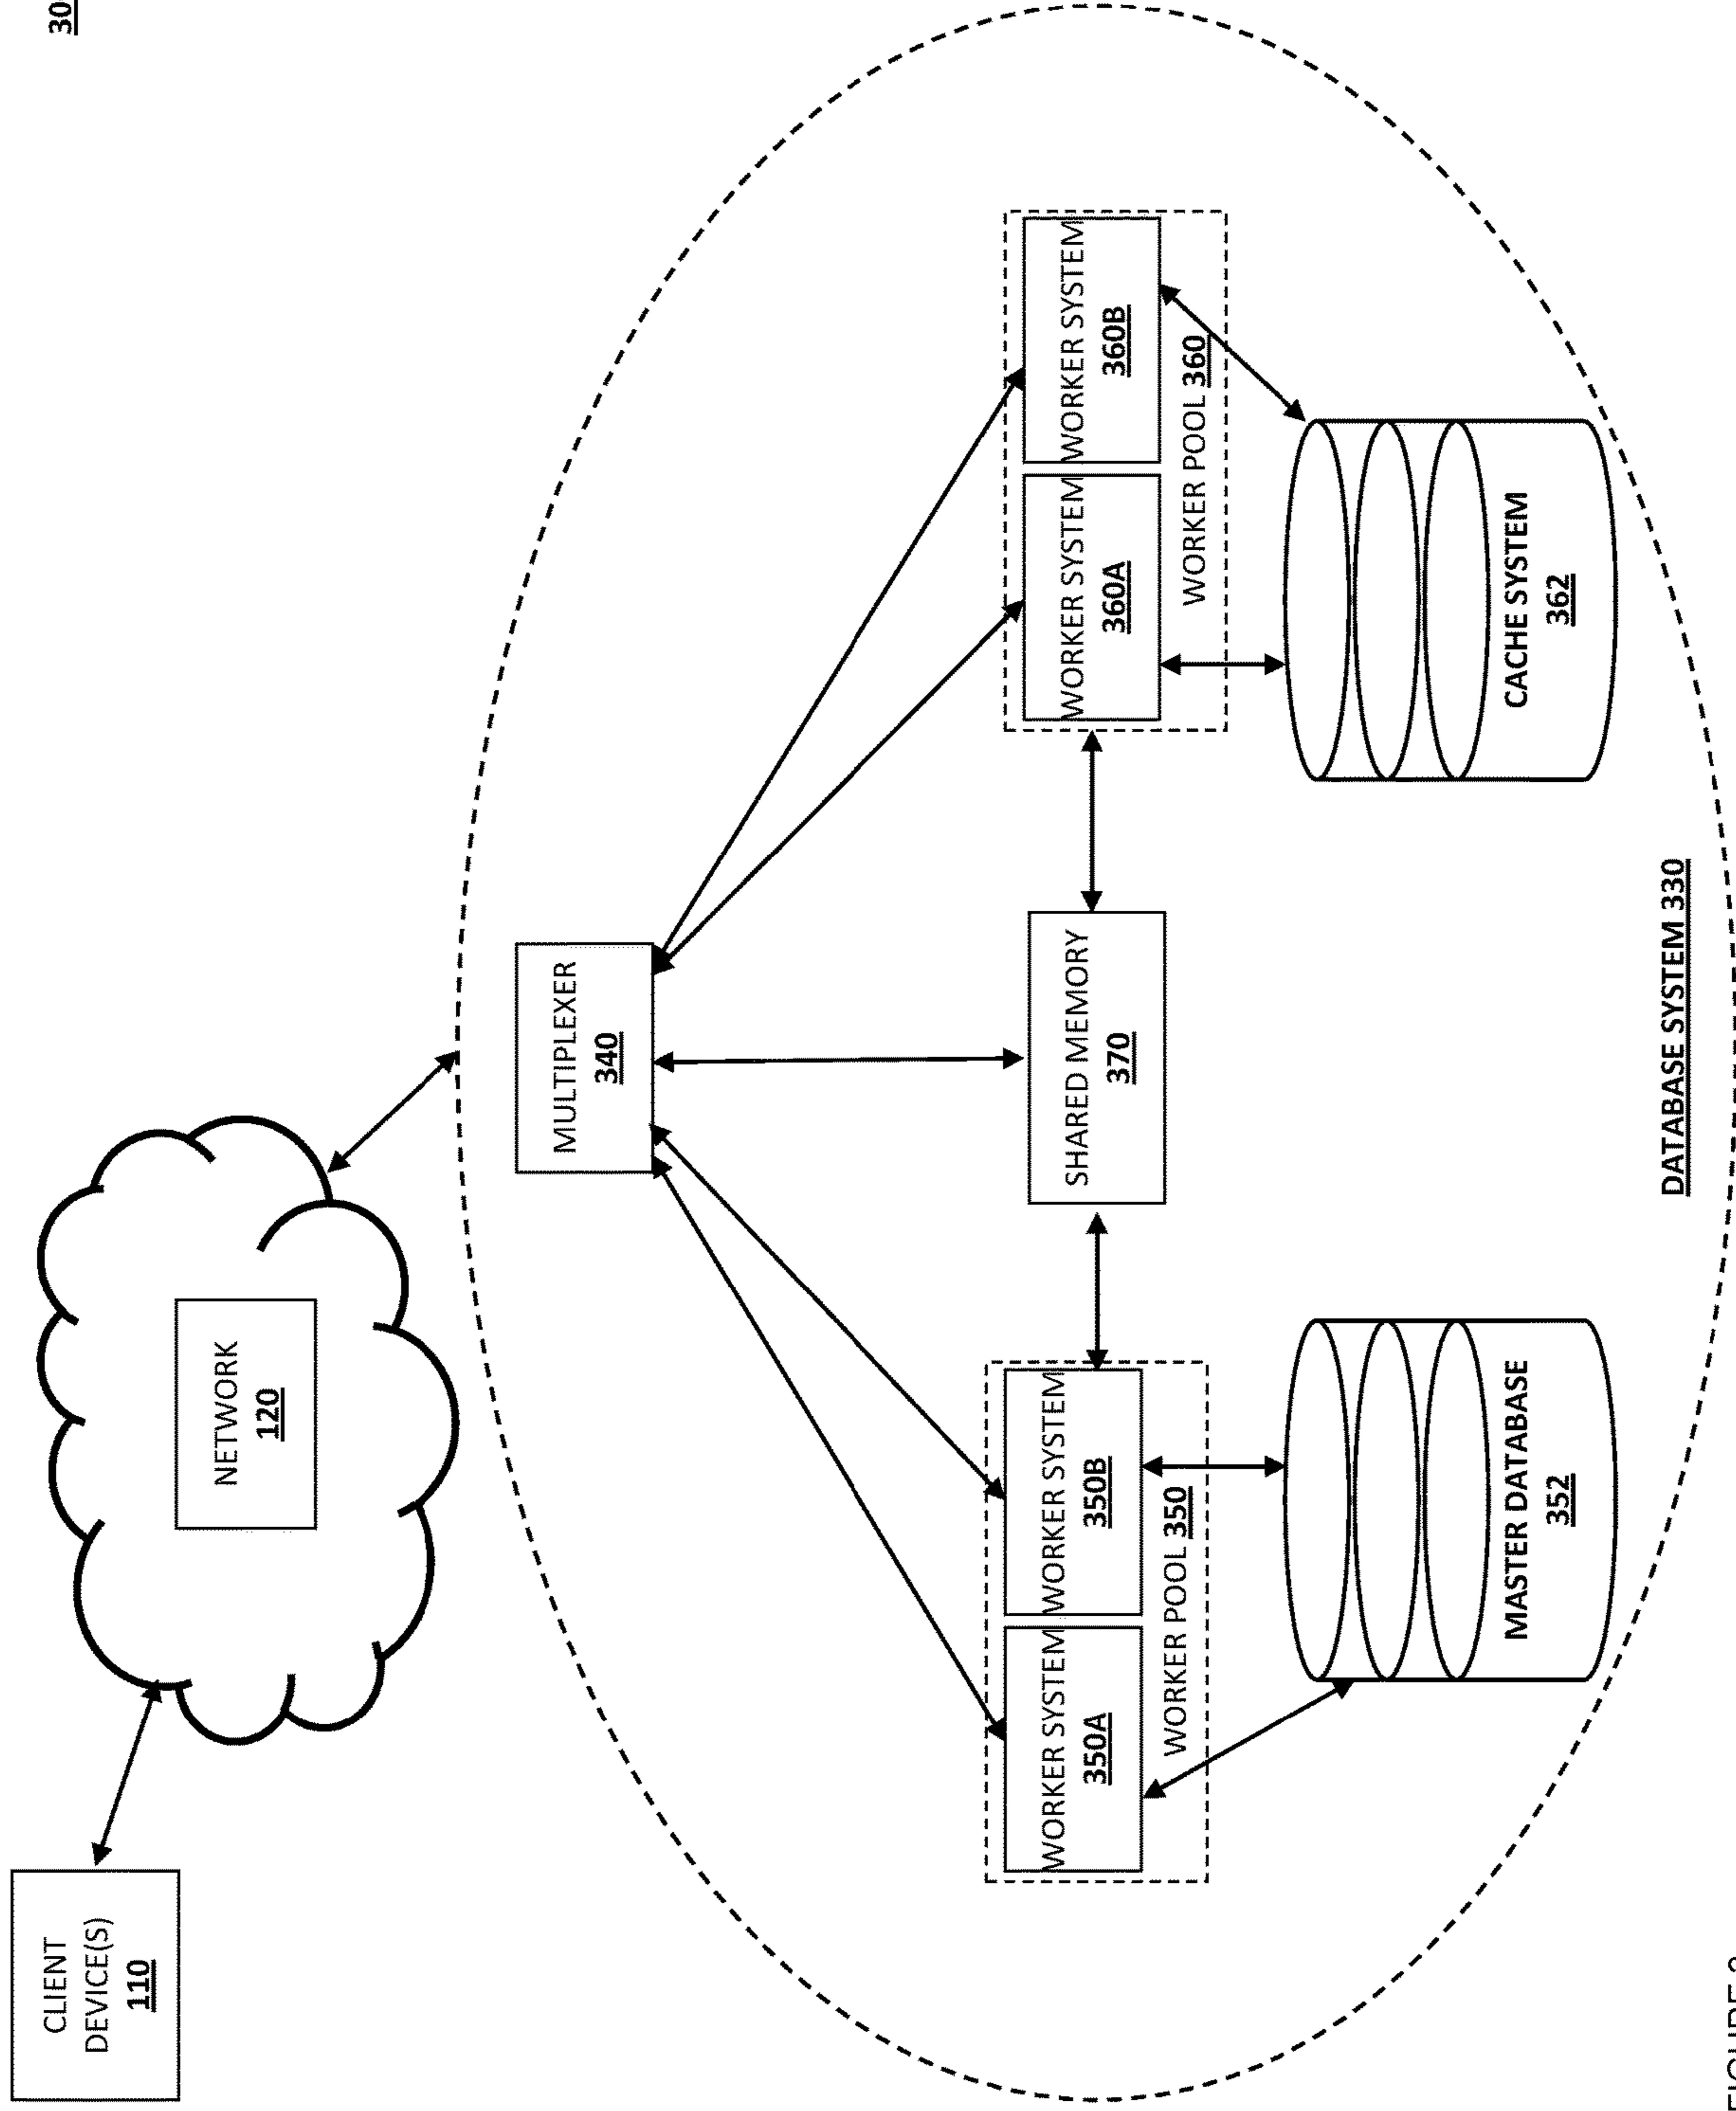 30
CLIENT
DEVICE(S)
110
NETWORK
120
MULTIPLEXER
340
WORKER SYSTEM
350A
WORKER SYSTEM
350B
WORKER POOL 350
SHARED MEMORY
370
WORKER SYSTEM
360A
WORKER SYSTEM
360B
WORKER POOL 360
MASTER DATABASE
352
CACHE SYSTEM
362
DATABASE SYSTEM 330
FIGURE